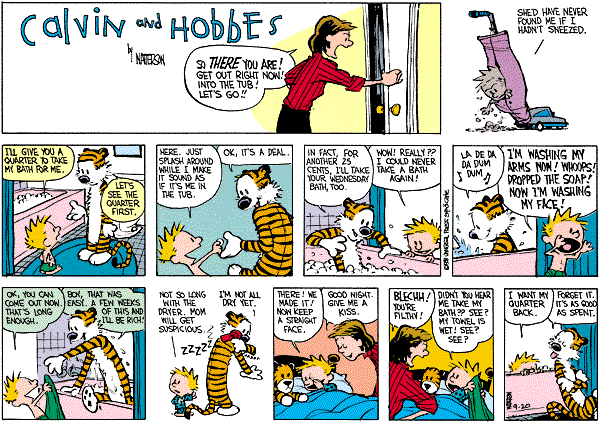 Calvin and HobbEs
by WATTERSON
SO THERE YOU ARE!
GET OUT RIGHT NOW!
INTO THE TUB!
LET'S GO!!
SHE'D HAVE NEVER
FOUND ME IF I
HADN'T SNEEZED.
I'LL GIVE YOU A
QUARTER TO TAKE
MY BATH FOR ME.
LET'S
SEE THE
QUARTER
FIRST.
HERE. JUST
SPLASH AROUND
WHILE I MAKE
IT SOUND AS
IF IT'S ME IN
THE TUB.
OK, IT'S A DEAL.
IN FACT, FOR
ANOTHER 25
CENTS, I'LL TAKE
YOUR WEDNESDAY
BATH, TOO.
WOW! REALLY??
I COULD NEVER
TAKE A BATH
AGAIN!
LA DE DA
DA DA DUM
DUM
I'M WASHING MY
ARMS NOW! WHOOPS!
DROPPED THE SOAP!
NOW I'M WASHING
MY FACE!
OK, YOU CAN
COME OUT NOW.
THAT'S LONG
ENOUGH.
BOY, THAT WAS
EASY. A FEW WEEKS
OF THIS AND
I'LL BE RICH!
NOT SO LONG
WITH THE
DRYER. MOM
WILL GET
SUSPICIOUS.
I'M NOT ALL
DRY YET.
ZZZZZ
THERE! WE
MADE IT!
NOW KEEP
A STRAIGHT
FACE.
GOOD NIGHT.
GIVE ME A
KISS.
BLECHH!
YOU'RE
FILTHY!
DIDN'T YOU HEAR
ME TAKE MY
BATH?? SEE?
MY TOWEL IS
WET! SEE?
SEE?
I WANT MY
QUARTER
BACK.
FORGET IT.
IT'S AS GOOD
AS SPENT.
9-20